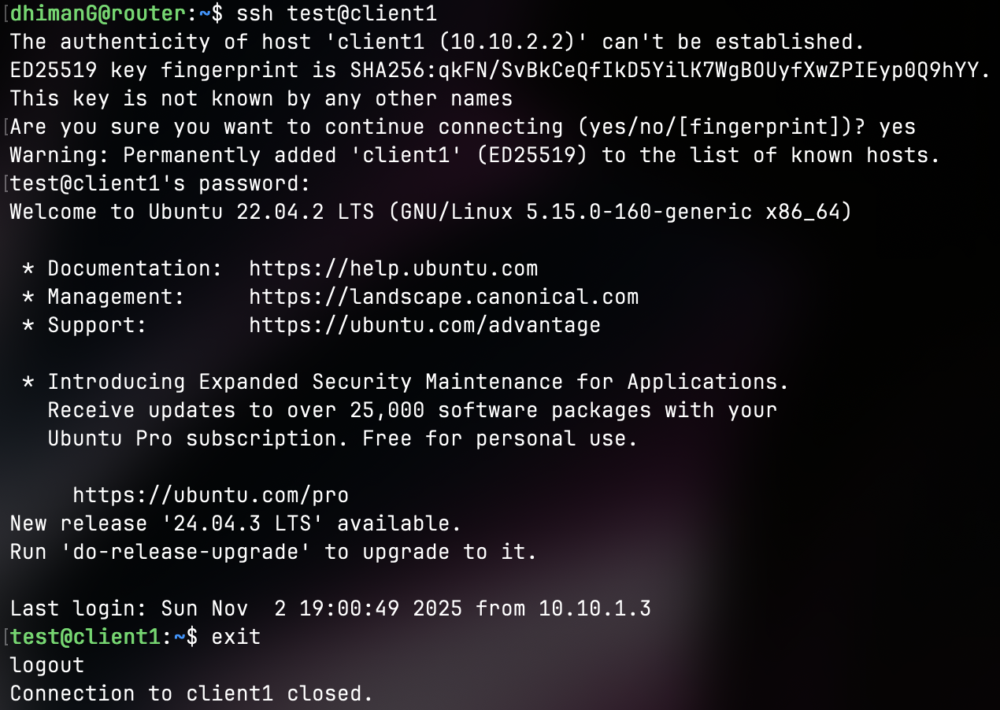 [dhimanG@router:~$ ssh test@client1
The authenticity of host 'client1 (10.10.2.2)' can't be established.
ED25519 key fingerprint is SHA256:qkFN/SvBkCeQfIkD5YilK7WgBOUyfXwZPIEyp0Q9hYY.
This key is not known by any other names
[Are you sure you want to continue connecting (yes/no/[fingerprint])? yes
Warning: Permanently added 'client1' (ED25519) to the list of known hosts.
[test@client1's password:
Welcome to Ubuntu 22.04.2 LTS (GNU/Linux 5.15.0-160-generic x86_64)

 * Documentation:  https://help.ubuntu.com
 * Management:     https://landscape.canonical.com
 * Support:        https://ubuntu.com/advantage

 * Introducing Expanded Security Maintenance for Applications.
   Receive updates to over 25,000 software packages with your
   Ubuntu Pro subscription. Free for personal use.

     https://ubuntu.com/pro
New release '24.04.3 LTS' available.
Run 'do-release-upgrade' to upgrade to it.

Last login: Sun Nov  2 19:00:49 2025 from 10.10.1.3
[test@client1:~$ exit
logout
Connection to client1 closed.